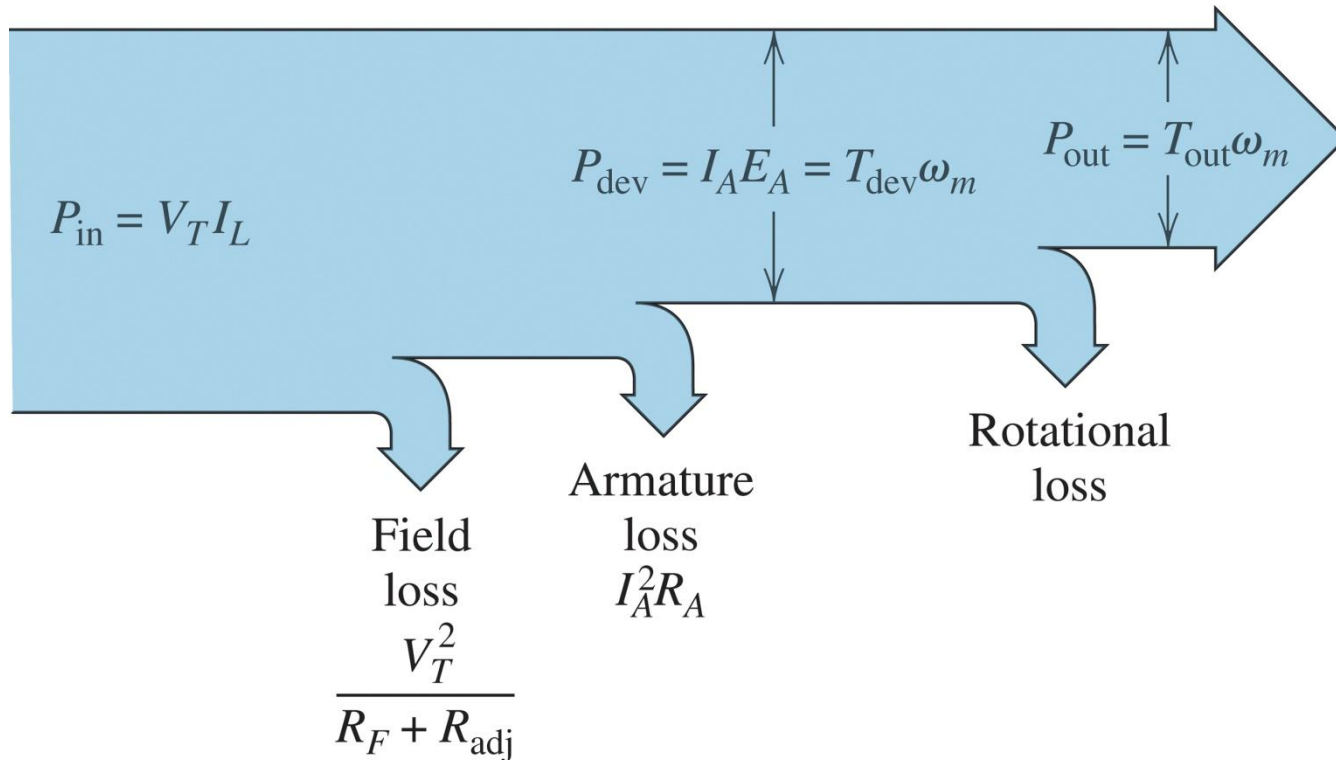 P_in = V_T I_L
P_dev = I_A E_A = T_dev ω_m
P_out = T_out ω_m
Field
loss
V_T^2
R_F + R_adj
Armature
loss
I_A^2 R_A
Rotational
loss